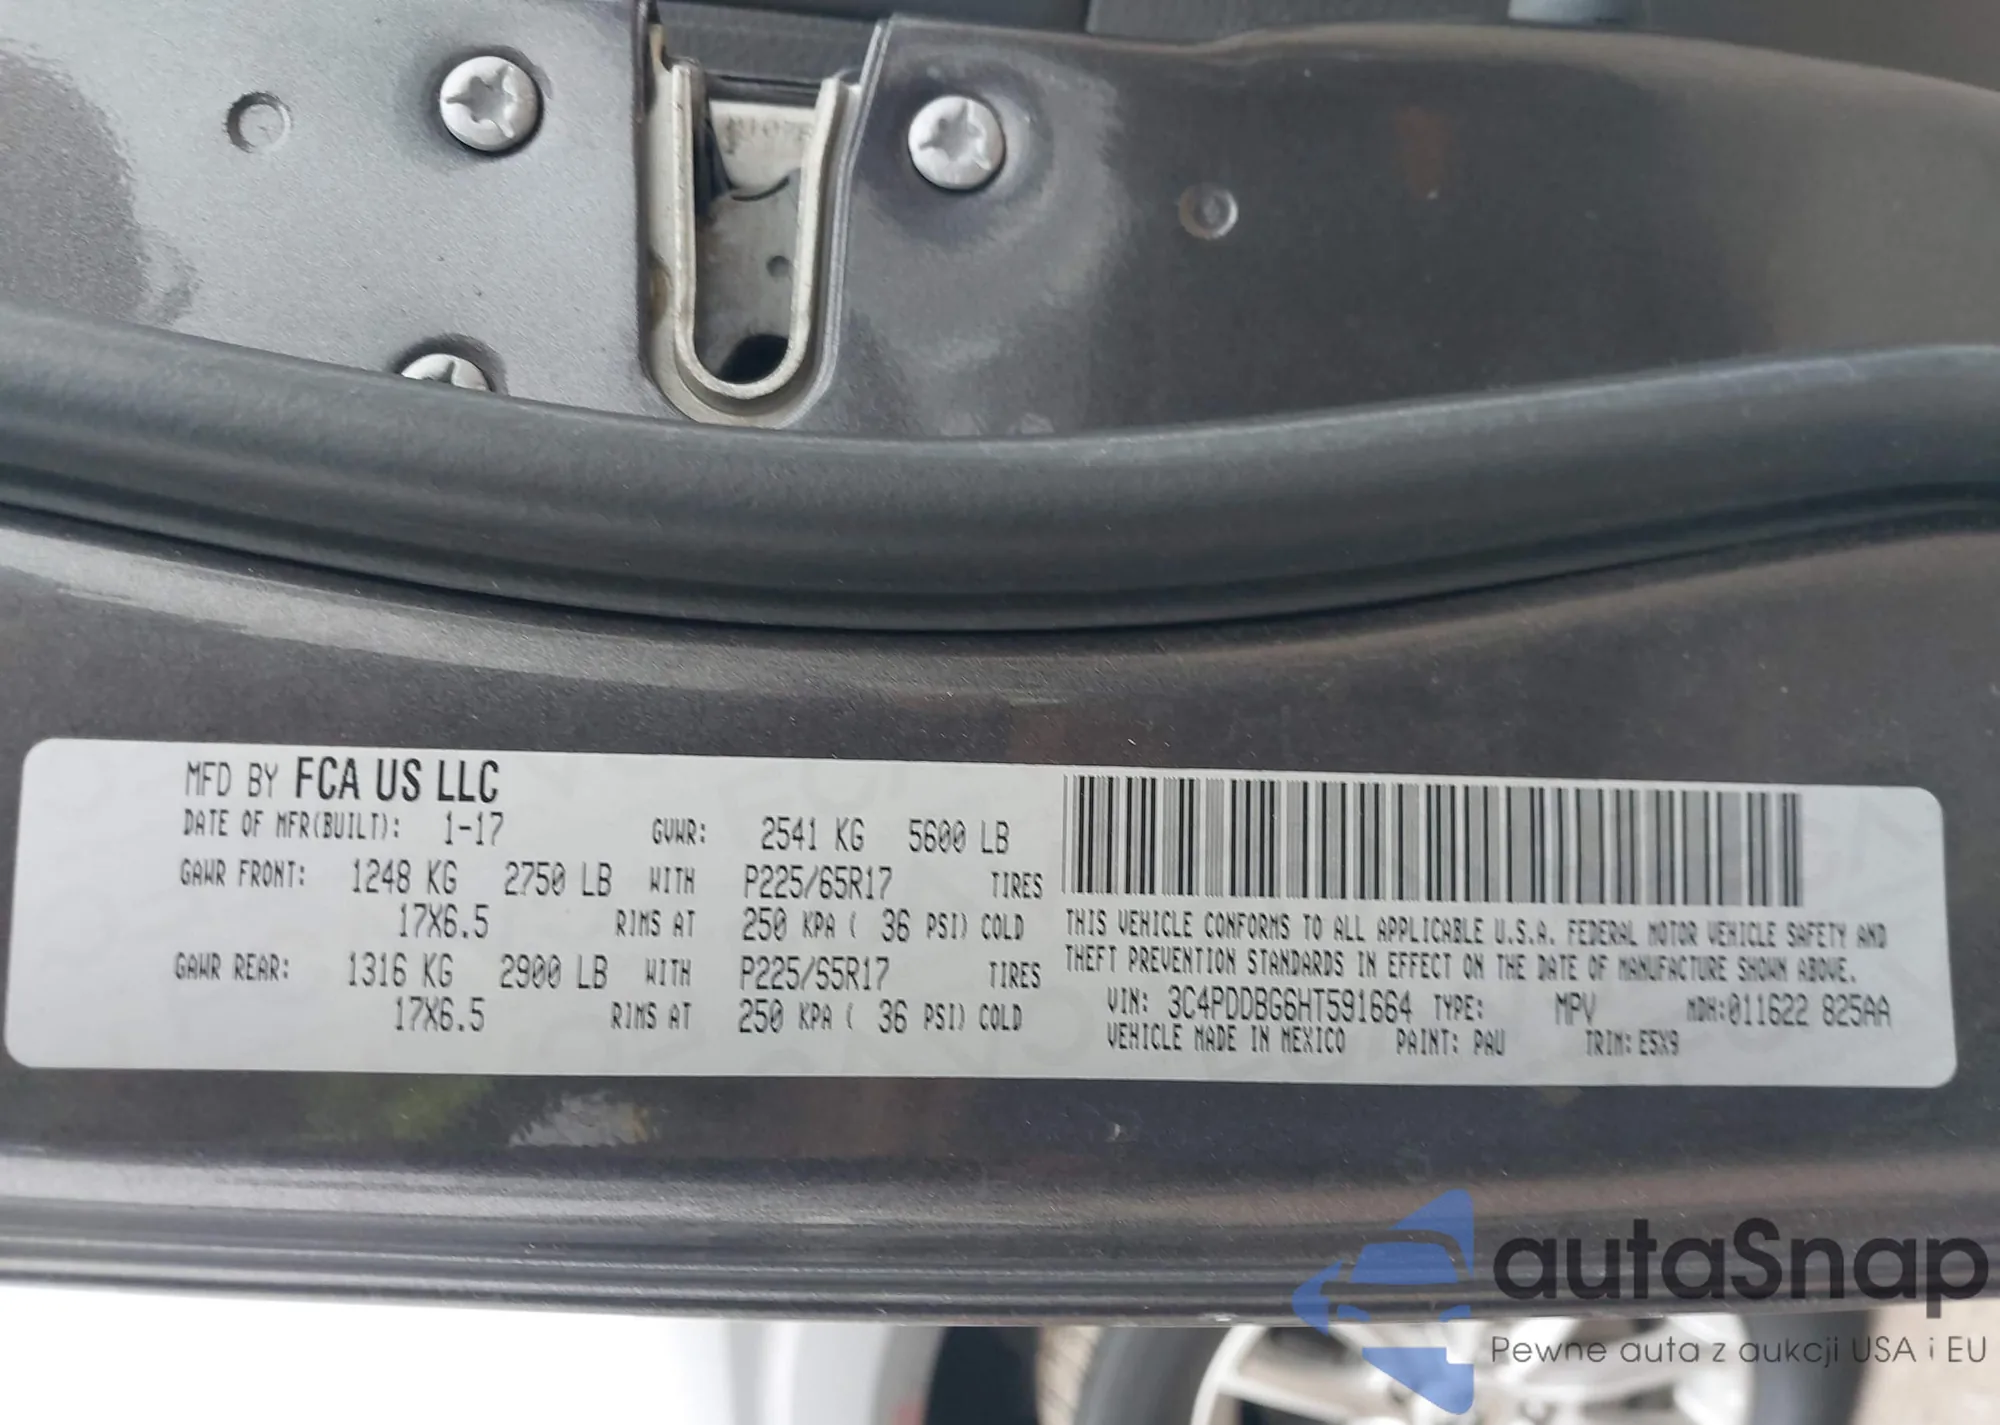 MFD BY FCA US LLC
DATE OF MFR(BUILT): 1-17 GVWR: 2541 KG 5600 LB
GAWR FRONT: 1248 KG 2750 LB WITH P225/65R17 TIRES
17X6.5 RIMS AT 250 KPA ( 36 PSI) COLD
GAWR REAR: 1316 KG 2900 LB WITH P225/65R17 TIRES
17X6.5 RIMS AT 250 KPA ( 36 PSI) COLD
THIS VEHICLE CONFORMS TO ALL APPLICABLE U.S.A. FEDERAL MOTOR VEHICLE SAFETY AND
THEFT PREVENTION STANDARDS IN EFFECT ON THE DATE OF MANUFACTURE SHOWN ABOVE.
VIN: 3C4PDDBG6HT591664 TYPE: MPV MDH:011622 825AA
VEHICLE MADE IN MEXICO PAINT: PAU TRIM: E5X9
autaSnap
Pewne auta z aukcji USA i EU